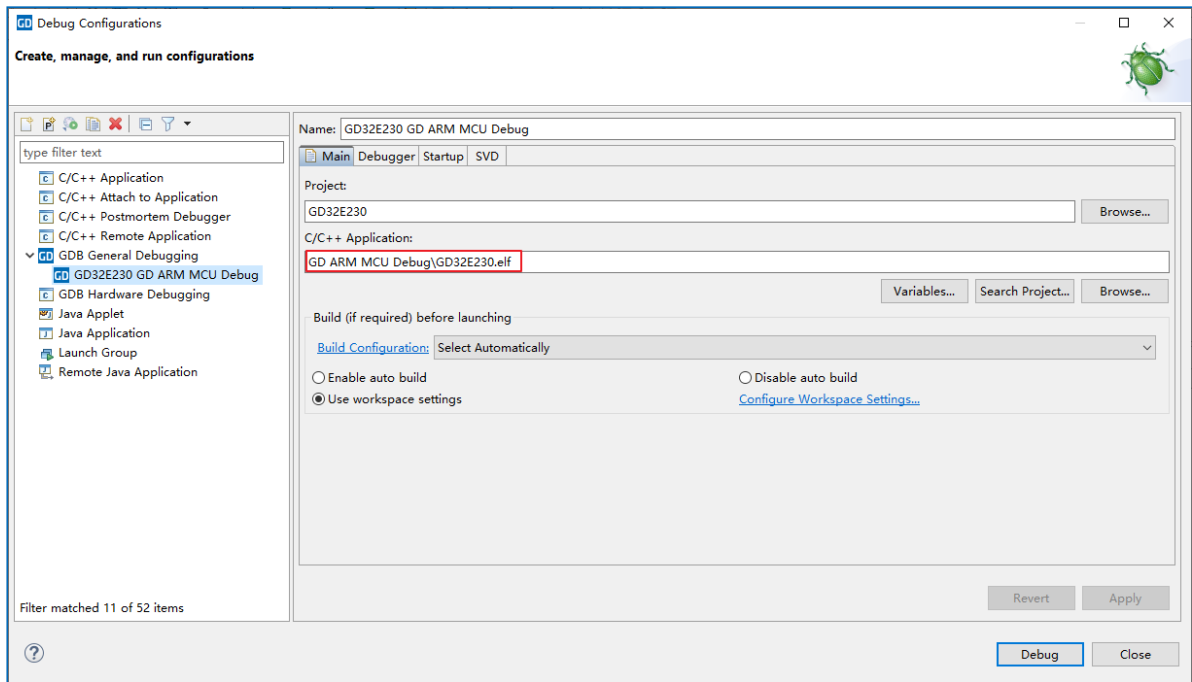 GD Debug Configurations
Create, manage, and run configurations
type filter text
C/C++ Application
C/C++ Attach to Application
C/C++ Postmortem Debugger
C/C++ Remote Application
GD GDB General Debugging
GD GD32E230 GD ARM MCU Debug
GDB Hardware Debugging
Java Applet
Java Application
Launch Group
Remote Java Application
Filter matched 11 of 52 items
Name: GD32E230 GD ARM MCU Debug
Main Debugger Startup SVD
Project:
GD32E230 Browse...
C/C++ Application:
GD ARM MCU Debug\GD32E230.elf
Variables... Search Project... Browse...
Build (if required) before launching
Build Configuration: Select Automatically
Enable auto build Disable auto build
Use workspace settings Configure Workspace Settings...
Revert Apply
? Debug Close